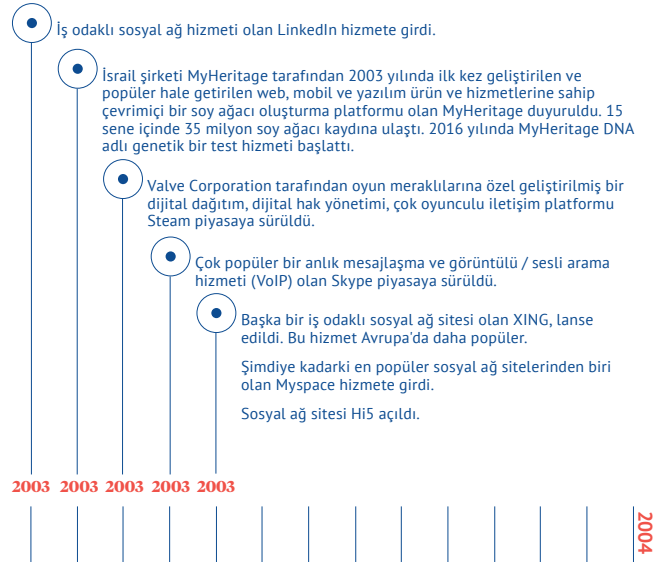 İş odaklı sosyal ağ hizmeti olan LinkedIn hizmete girdi.
İsrail şirketi MyHeritage tarafından 2003 yılında ilk kez geliştirilen ve
popüler hale getirilen web, mobil ve yazılım ürün ve hizmetlerine sahip
çevrimiçi bir soy ağacı oluşturma platformu olan MyHeritage duyuruldu. 15
sene içinde 35 milyon soy ağacı kaydına ulaştı. 2016 yılında MyHeritage DNA
adlı genetik bir test hizmeti başlattı.
Valve Corporation tarafından oyun meraklılarına özel geliştirilmiş bir
dijital dağıtım, dijital hak yönetimi, çok oyunculu iletişim platformu
Steam piyasaya sürüldü.
Çok popüler bir anlık mesajlaşma ve görüntülü / sesli arama
hizmeti (VoIP) olan Skype piyasaya sürüldü.
Başka bir iş odaklı sosyal ağ sitesi olan XING, lanse
edildi. Bu hizmet Avrupa'da daha popüler.
Şimdiye kadarki en popüler sosyal ağ sitelerinden biri
olan Myspace hizmete girdi.
Sosyal ağ sitesi Hi5 açıldı.
2003 2003 2003 2003 2003
2004